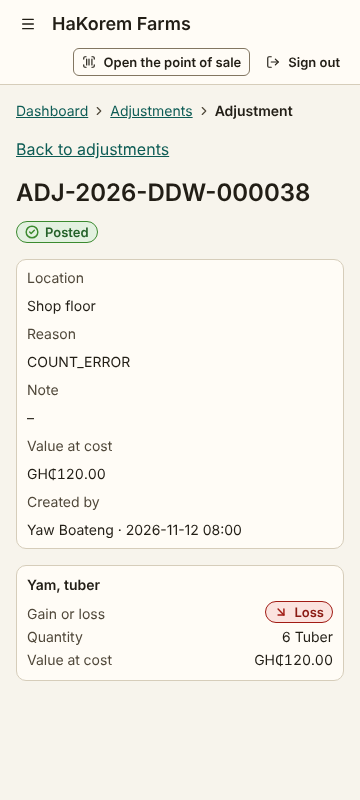 HaKorem Farms
Open the point of sale
Sign out
Dashboard > Adjustments > Adjustment
Back to adjustments
ADJ-2026-DDW-000038
Posted
Location
Shop floor
Reason
COUNT_ERROR
Note
–
Value at cost
GH₵120.00
Created by
Yaw Boateng · 2026-11-12 08:00
Yam, tuber
Gain or loss Loss
Quantity 6 Tuber
Value at cost GH₵120.00